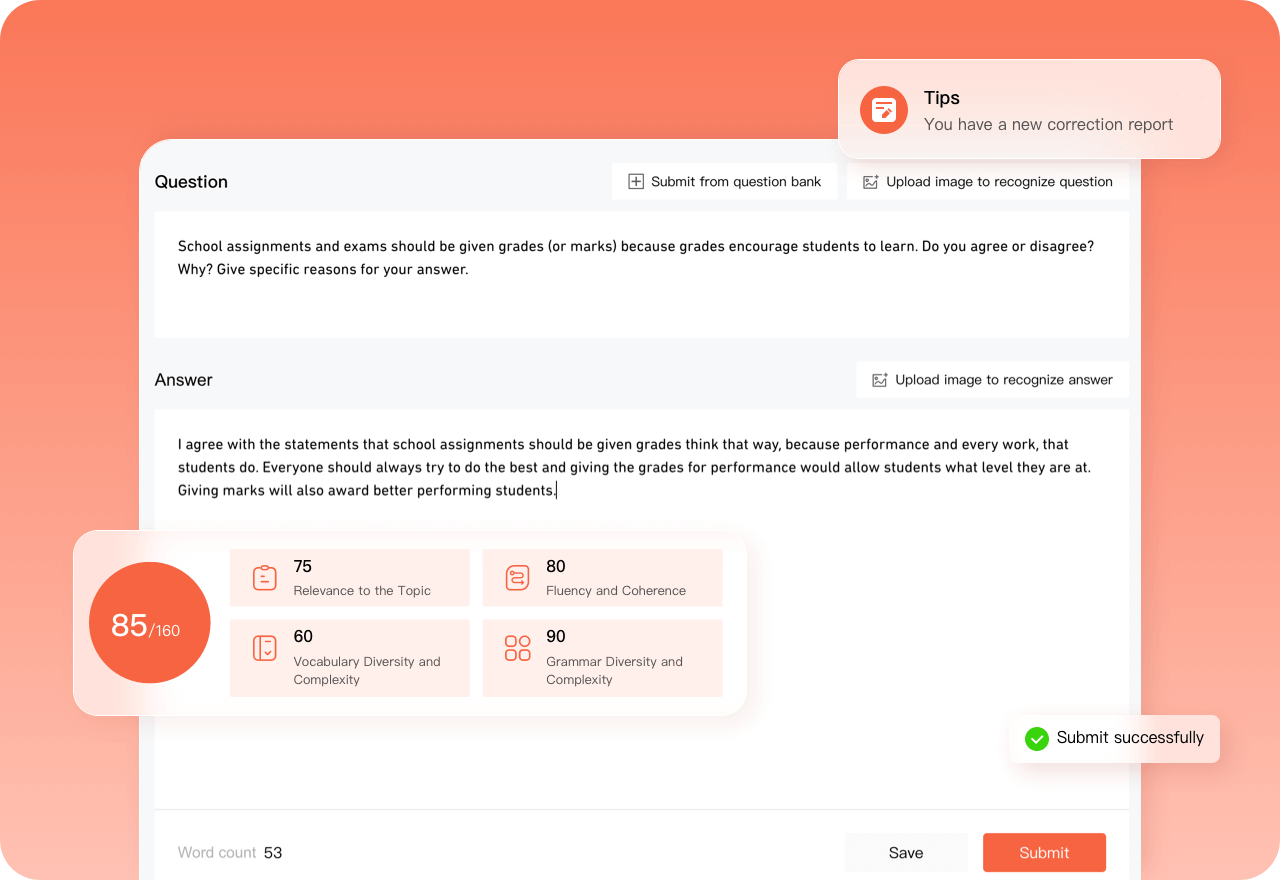 Tips
You have a new correction report
Question
Submit from question bank
Upload image to recognize question
School assignments and exams should be given grades (or marks) because grades encourage students to learn. Do you agree or disagree?
Why? Give specific reasons for your answer.
Answer
Upload image to recognize answer
I agree with the statements that school assignments should be given grades think that way, because performance and every work, that
students do. Everyone should always try to do the best and giving the grades for performance would allow students what level they are at.
Giving marks will also award better performing students.
85/160
75
Relevance to the Topic
80
Fluency and Coherence
60
Vocabulary Diversity and
Complexity
90
Grammar Diversity and
Complexity
Submit successfully
Word count 53
Save
Submit